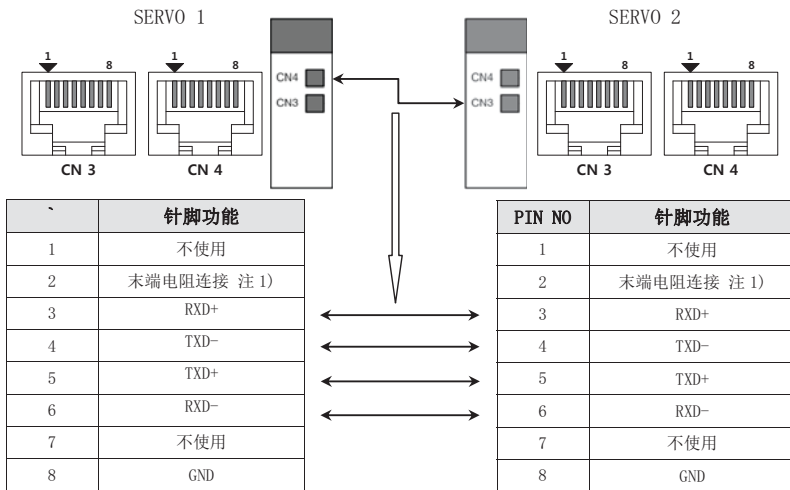 SERVO 1
SERVO 2
1 8 1 8
CN4
CN3
CN4
CN3
1 8 1 8
CN 3 CN 4
CN 3 CN 4
` 针脚功能
1 不使用
2 末端电阻连接 注1)
3 RXD+
4 TXD-
5 TXD+
6 RXD-
7 不使用
8 GND
PIN NO 针脚功能
1 不使用
2 末端电阻连接 注1)
3 RXD+
4 TXD-
5 TXD+
6 RXD-
7 不使用
8 GND